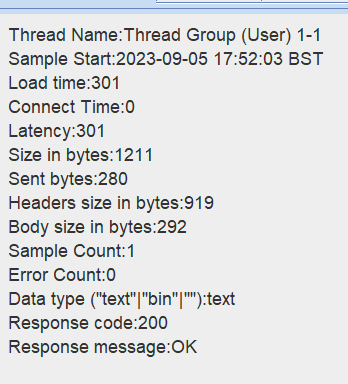 Thread Name:Thread Group (User) 1-1
Sample Start:2023-09-05 17:52:03 BST
Load time:301
Connect Time:0
Latency:301
Size in bytes:1211
Sent bytes:280
Headers size in bytes:919
Body size in bytes:292
Sample Count:1
Error Count:0
Data type ("text"|"bin"|""):text
Response code:200
Response message:OK